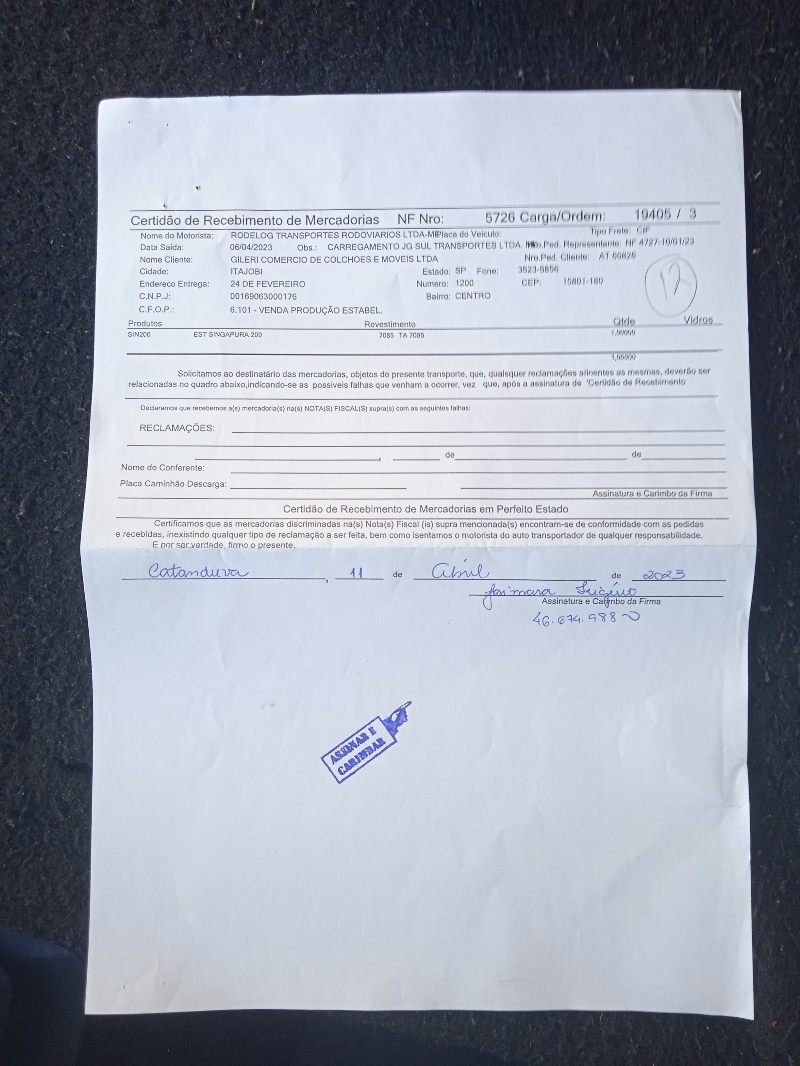 Certidão de Recebimento de Mercadorias NF Nro: 5726 Carga/Ordem: 19405 / 3
Nome do Motorista: RODELOG TRANSPORTES RODOVIARIOS LTDA-ME Placa do Veiculo: Tipo Frete: CIF
Data Saída: 06/04/2023 Obs.: CARREGAMENTO JG SUL TRANSPORTES LTDA. Nro.Ped. Representente: NF 4727-10/01/23
Nome Cliente: GILERI COMERCIO DE COLCHOES E MOVEIS LTDA Nro.Ped. Cliente: AT 60826
Cidade: ITAJOBI Estado: SP Fone: 3523-5656
Endereco Entrega: 24 DE FEVEREIRO Numero: 1200 CEP: 15801-160
C.N.P.J: 00169063000176 Bairro: CENTRO
12
C.F.O.P.: 6.101 - VENDA PRODUÇÃO ESTABEL.
Produtos Revestimento Qtde Vidros
SIN200 EST SINGAPURA 200 7085 TA 7085 1,00000
1,00000
Solicitamos ao destinatário das mercadorias, objetos do presente transporte, que, qualsquer reclamações atinentes as mesmas, deverão ser
relacionadas no quadro abaixo,indicando-se as possiveis falhas que venham a ocorrer, vez que, após a assinatura de 'Certidão de Recebimento
Declaramos que recebemos a(s) mercadoria(s) na(s) NOTA(S) FISCAL(S) supra(s) com as seguintes falhas:
RECLAMAÇÕES:
, de de
Nome do Conferente:
Placa Caminhão Descarga:
Assinatura e Carimbo da Firma
Certidão de Recebimento de Mercadorias em Perfeito Estado
Certificamos que as mercadorias discriminadas na(s) Nota(s) Fiscal (is) supra mencionada(s) encontram-se de conformidade com as pedidas
e recebidas, inexistindo qualquer tipo de reclamação a ser feita, bem como isentamos o motorista do auto transportador de qualquer responsabilidade.
E por ser verdade, firmo o presente.
Catanduva, 11 de Abril de 2023
Assinatura e Carimbo da Firma
46.674.988-0
ASSINAR E
CARIMBAR